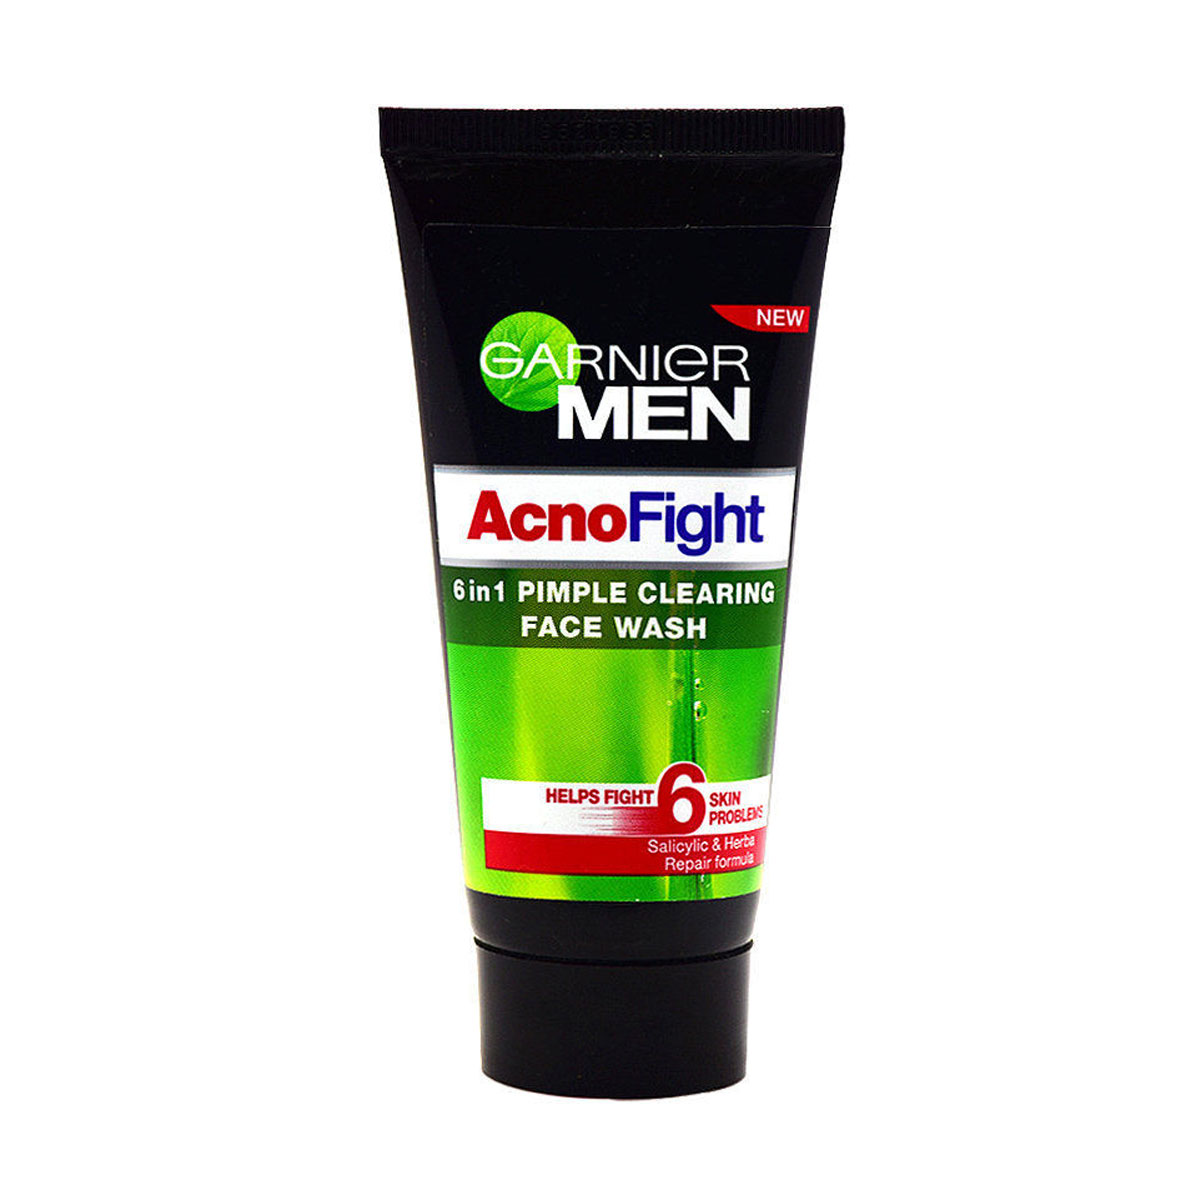 NEW
GARNIER
MEN
AcnoFight
6 in 1 PIMPLE CLEARING
FACE WASH
HELPS FIGHT 6 SKIN
PROBLEMS
Salicylic & Herba
Repair formula